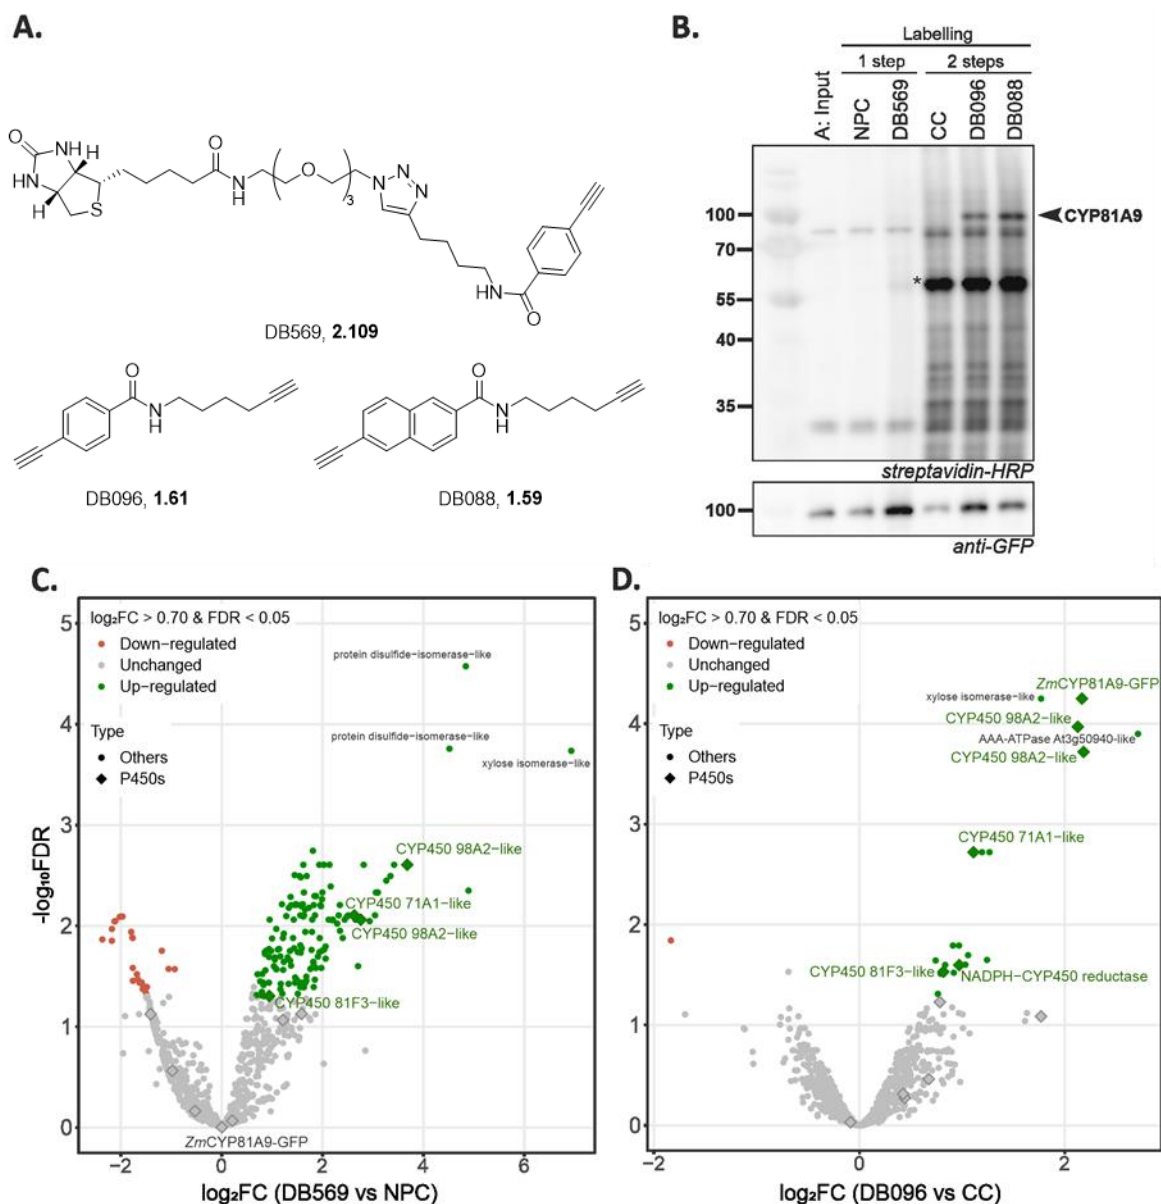 A.
O
NH
HN
H
H
S
O
NH
O
3
N
N
N
HN
O
DB569, 2.109
O
NH
DB096, 1.61
O
NH
DB088, 1.59
B.
Labelling
1 step
2 steps
A: Input
NPC
DB569
CC
DB096
DB088
100
70
55
40
35
*
CYP81A9
streptavidin-HRP
100
anti-GFP
C.
log₂FC > 0.70 & FDR < 0.05
Down-regulated
Unchanged
Up-regulated
Type
Others
P450s
protein disulfide-isomerase-like
protein disulfide-isomerase-like
xylose isomerase-like
CYP450 98A2-like
CYP450 71A1-like
CYP450 98A2-like
CYP450 81F3-like
ZmCYP81A9-GFP
5
4
3
2
1
0
-log₁₀FDR
−2
0
2
4
6
log₂FC (DB569 vs NPC)
D.
log₂FC > 0.70 & FDR < 0.05
Down-regulated
Unchanged
Up-regulated
Type
Others
P450s
ZmCYP81A9-GFP
xylose isomerase-like
CYP450 98A2-like
AAA-ATPase At3g50940-like
CYP450 98A2-like
CYP450 71A1-like
CYP450 81F3-like
NADPH-CYP450 reductase
5
4
3
2
1
0
−2
0
2
log₂FC (DB096 vs CC)